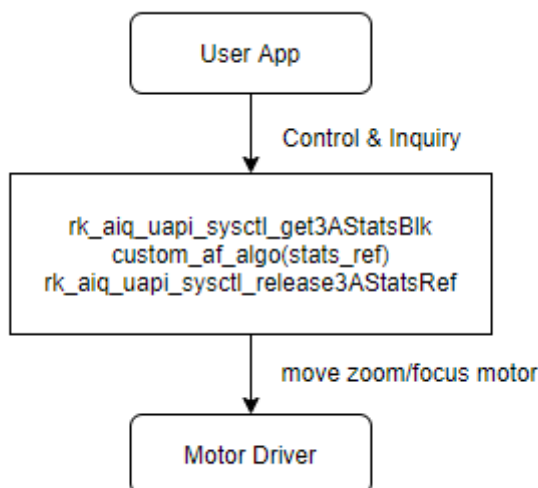 User App
Control & Inquiry
rk_aiq_uapi_sysctl_get3AStatsBlk
custom_af_algo(stats_ref)
rk_aiq_uapi_sysctl_release3AStatsRef
move zoom/focus motor
Motor Driver